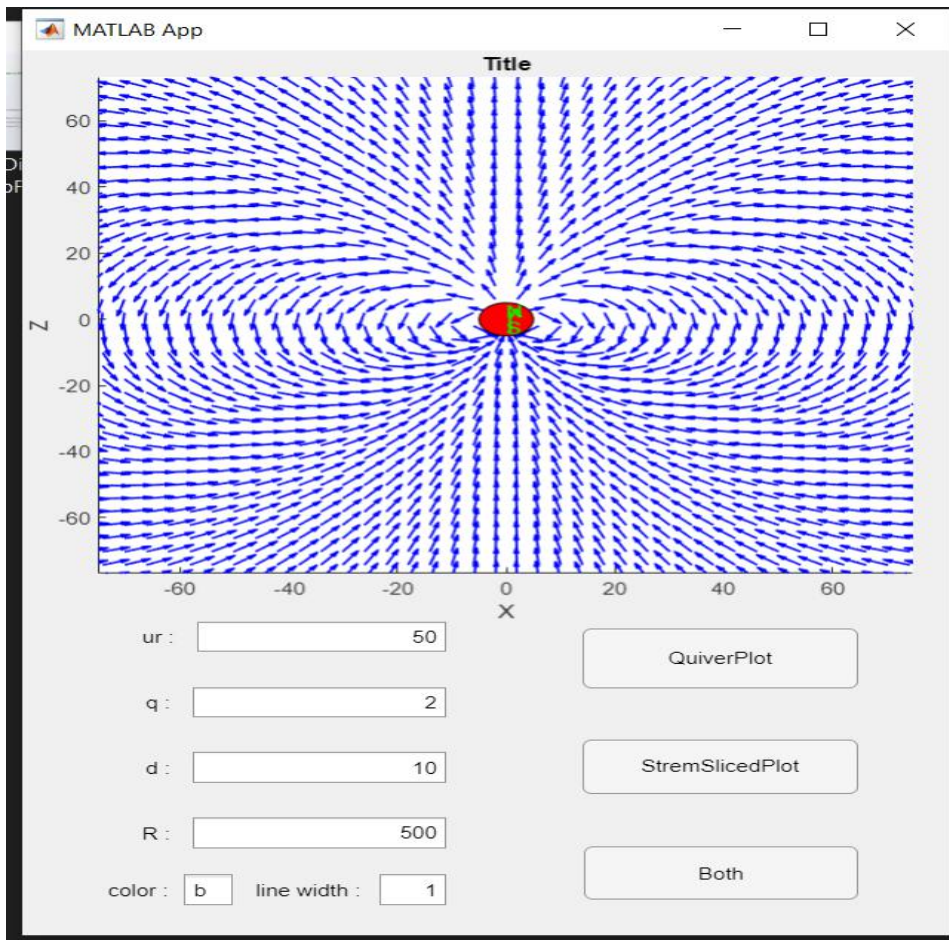 MATLAB App
Title
60
40
20
0
-20
-40
-60
Z
N
S
-60 -40 -20 0 20 40 60
X
ur : 50
QuiverPlot
q : 2
d : 10
StremSlicedPlot
R : 500
Both
color : b line width : 1